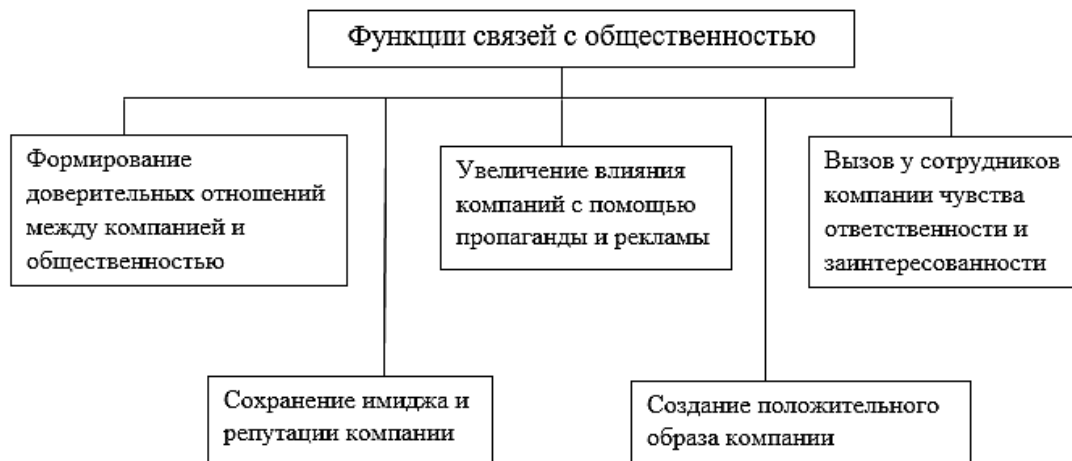 Функции связей с общественностью
Формирование
доверительных отношений
между компанией и
общественностью
Увеличение влияния
компаний с помощью
пропаганды и рекламы
Вызов у сотрудников
компании чувства
ответственности и
заинтересованности
Сохранение имиджа и
репутации компании
Создание положительного
образа компании